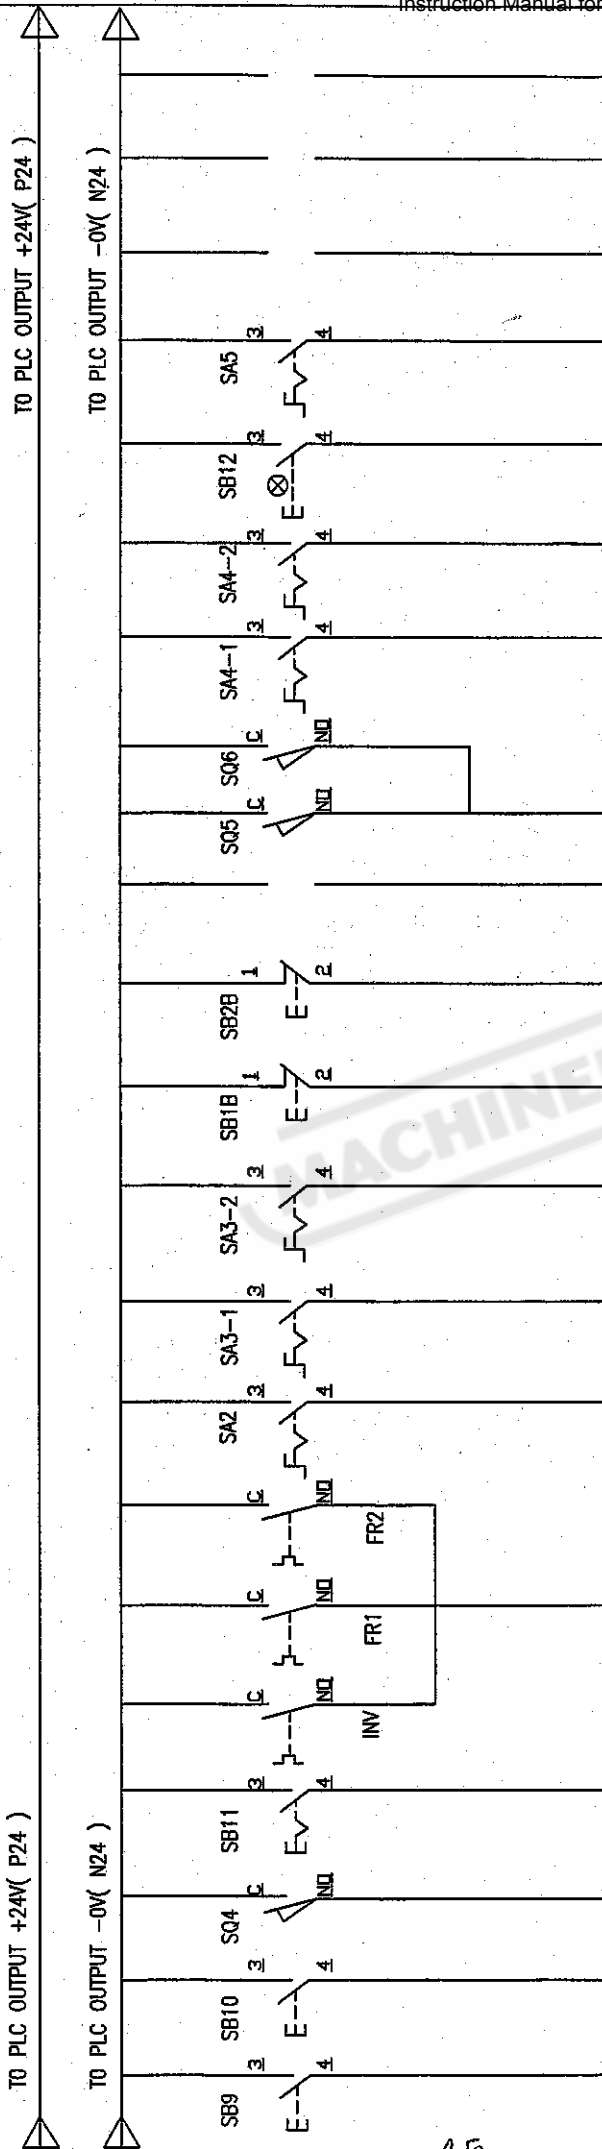 Instruction Manual for
TO PLC OUTPUT +24V( P24 )
TO PLC OUTPUT -0V( N24 )
SA5 3 4
SB12 3 4
SA4-2 3 4
SA4-1 3 4
SQ6 C NO
SQ5 C NO
SB2B 1 2
SB1B 1 2
SA3-2 3 4
SA3-1 3 4
SA2 3 4
C NO FR2
C NO FR1
C NO INV
SB11 3 4
SQ4 C NO
SB10 3 4
SB9 3 4
TO PLC OUTPUT +24V( P24 )
TO PLC OUTPUT -0V( N24 )